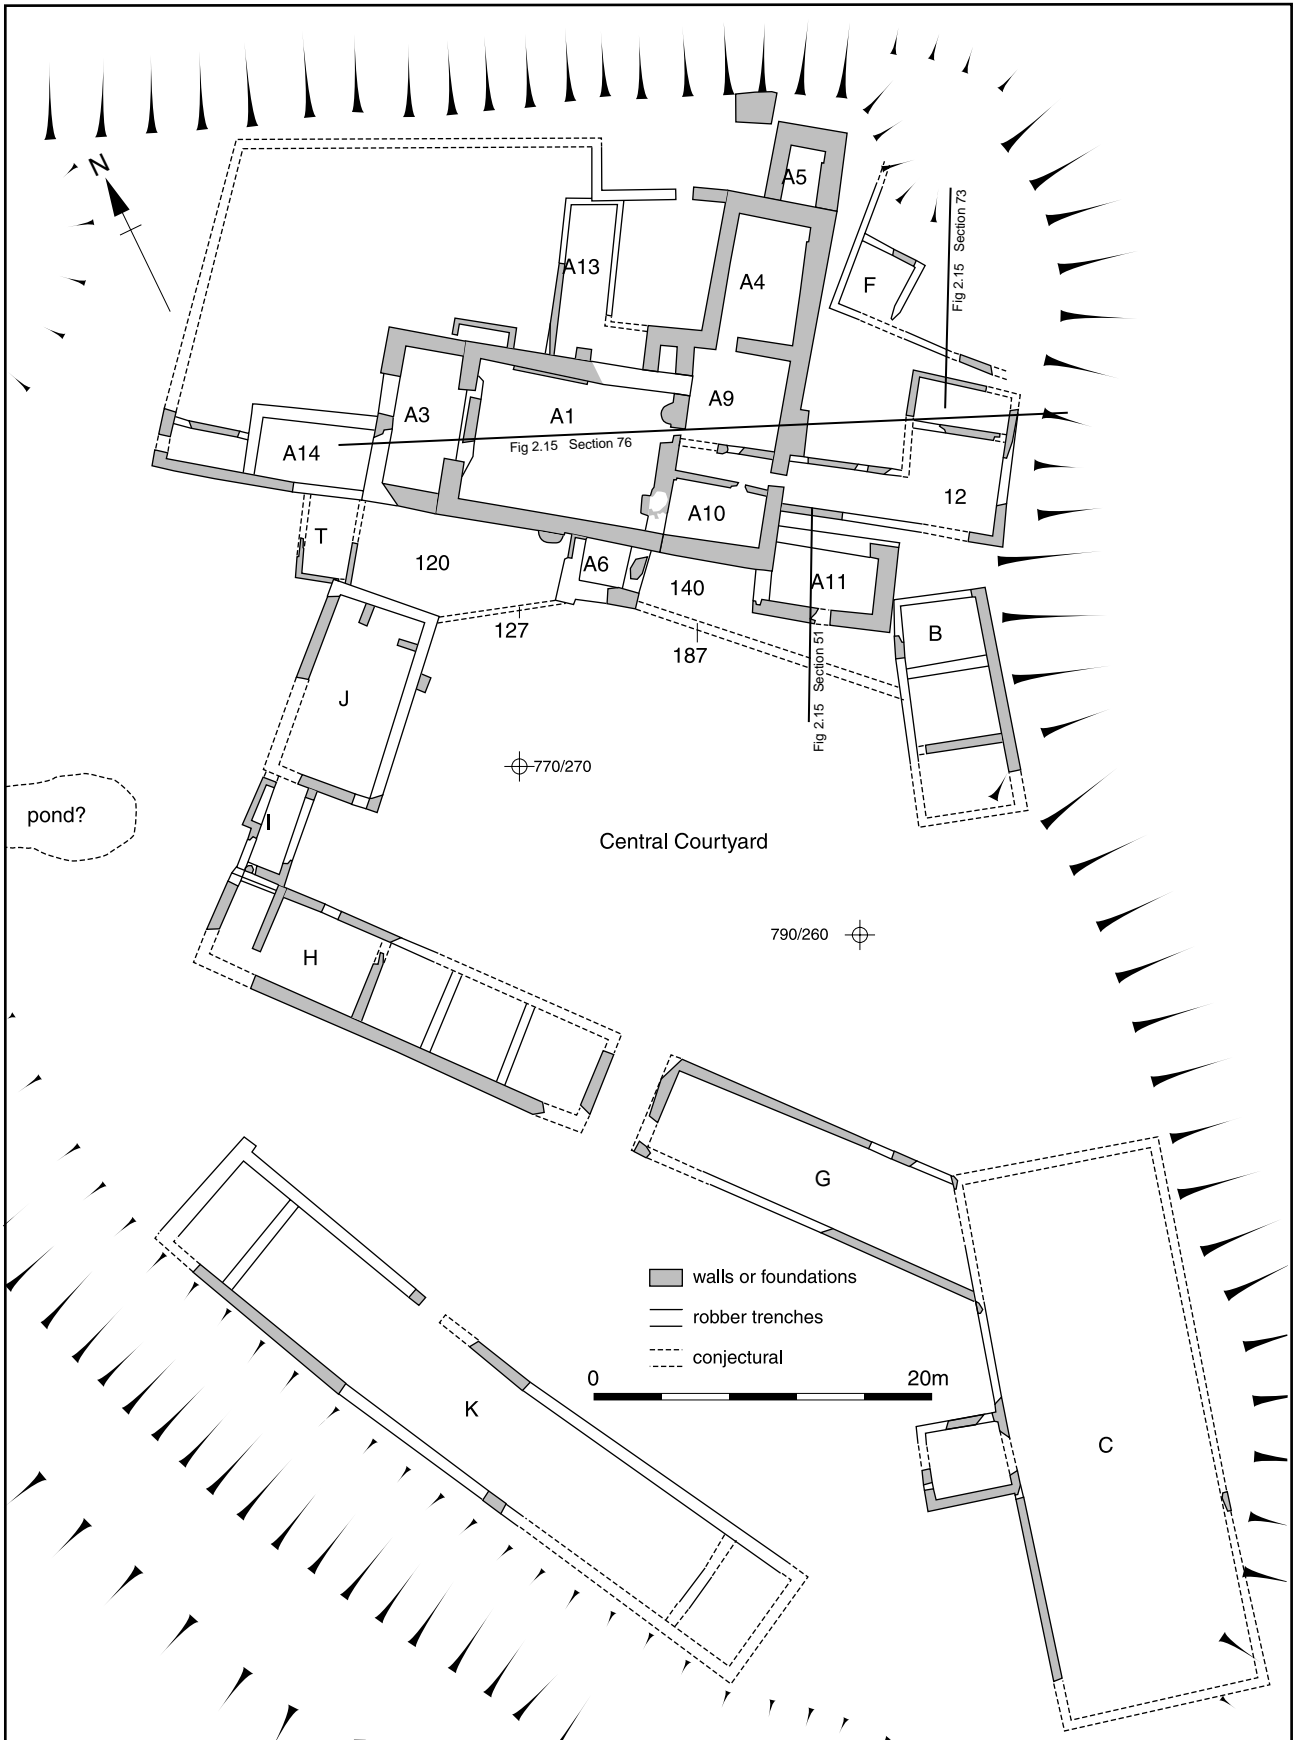 N
A5
Fig 2.15 Section 73
A13
A4
F
A9
A3
A1
Fig 2.15 Section 76
A14
12
A10
T
120
A6
A11
140
127
187
B
Fig 2.15 Section 51
J
770/270
pond?
I
Central Courtyard
790/260
H
G
walls or foundations
robber trenches
conjectural
0 20m
K
C